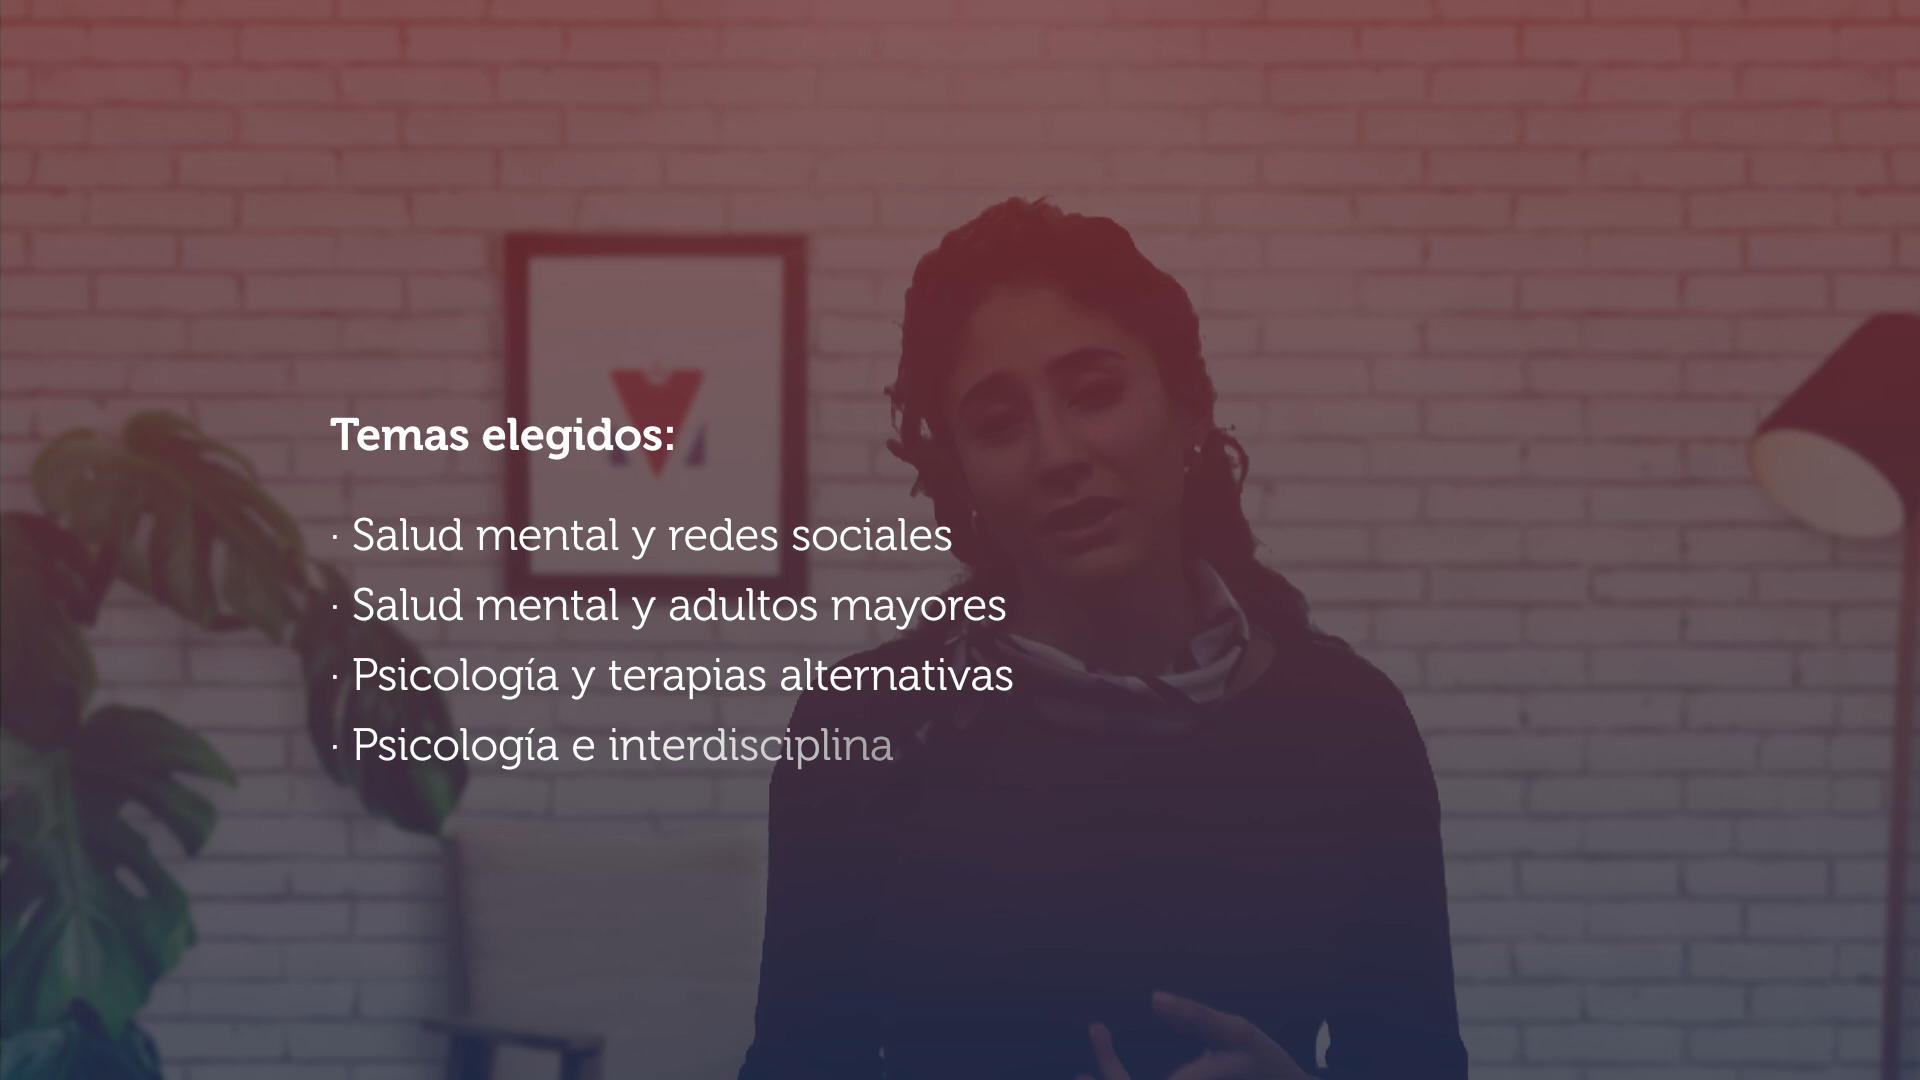 Temas elegidos:
· Salud mental y redes sociales
· Salud mental y adultos mayores
· Psicología y terapias alternativas
· Psicología e interdisciplina